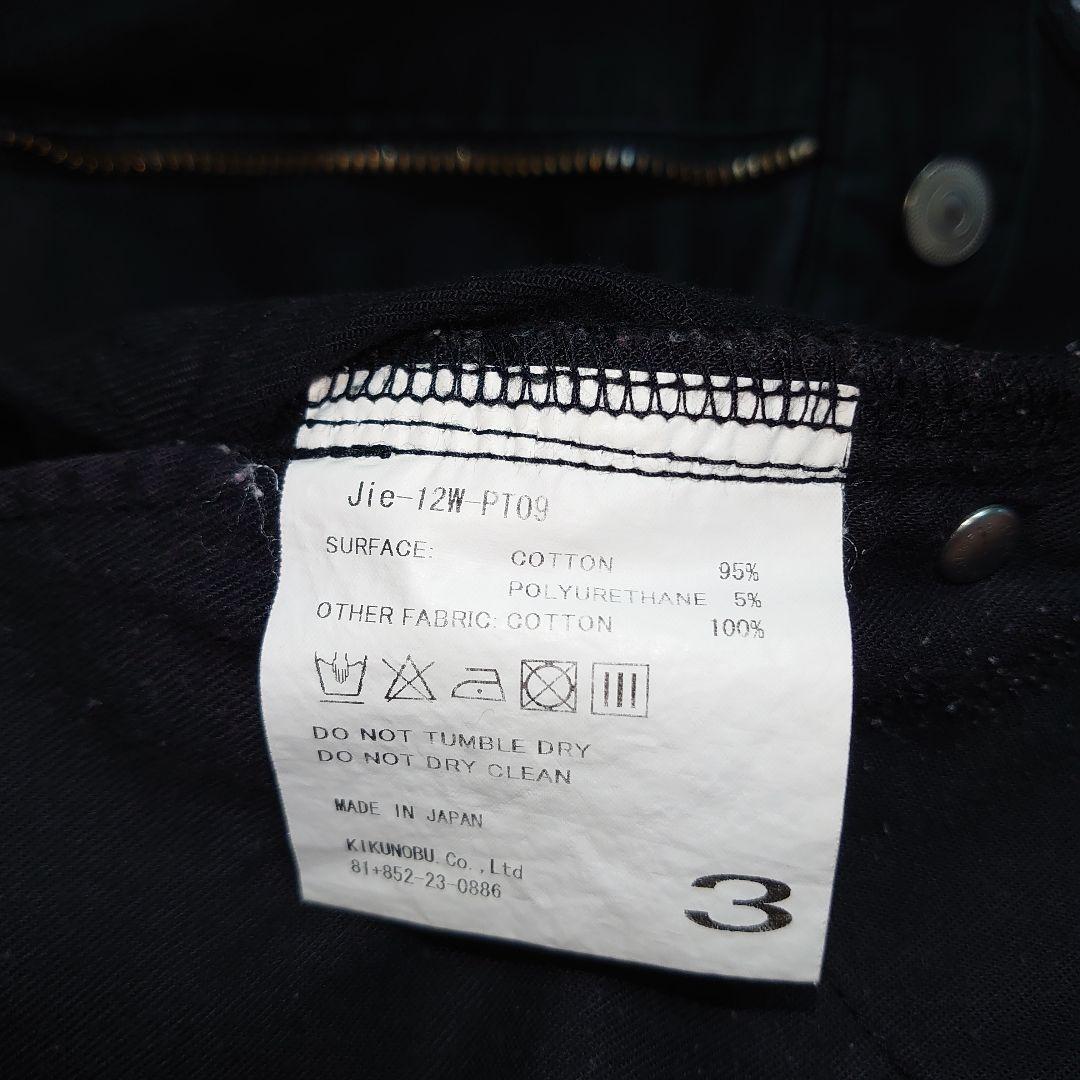 Jie-12W-PT09
SURFACE: COTTON 95%
POLYURETHANE 5%
OTHER FABRIC: COTTON 100%
DO NOT TUMBLE DRY
DO NOT DRY CLEAN
MADE IN JAPAN
KIKUNOBU.Co.,Ltd
81+852-23-0886
3